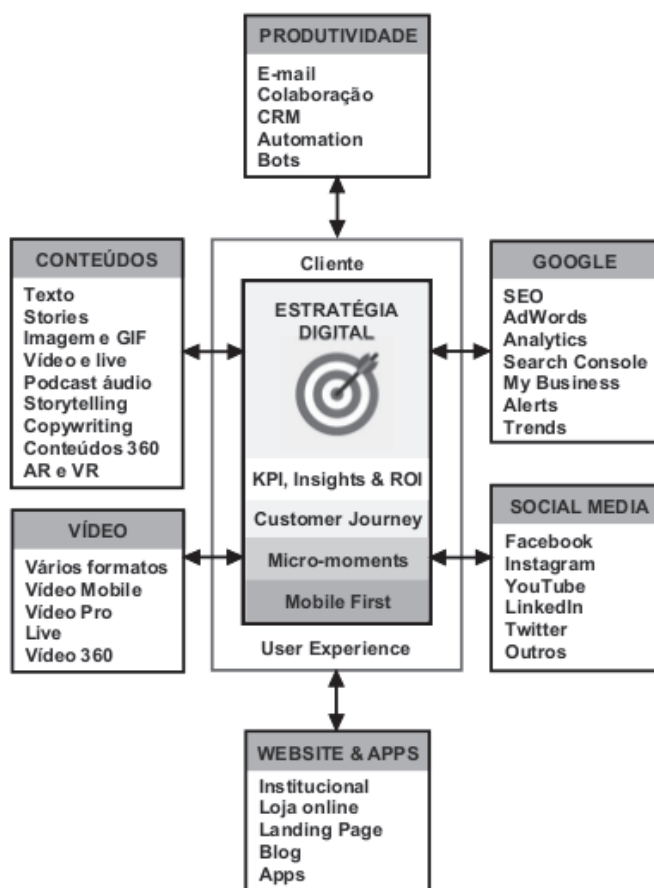 PRODUTIVIDADE
E-mail
Colaboração
CRM
Automation
Bots
CONTEÚDOS
Texto
Stories
Imagem e GIF
Vídeo e live
Podcast áudio
Storytelling
Copywriting
Conteúdos 360
AR e VR
VÍDEO
Vários formatos
Vídeo Mobile
Vídeo Pro
Live
Vídeo 360
Cliente
ESTRATÉGIA
DIGITAL
KPI, Insights & ROI
Customer Journey
Micro-moments
Mobile First
User Experience
GOOGLE
SEO
AdWords
Analytics
Search Console
My Business
Alerts
Trends
SOCIAL MEDIA
Facebook
Instagram
YouTube
LinkedIn
Twitter
Outros
WEBSITE & APPS
Institucional
Loja online
Landing Page
Blog
Apps